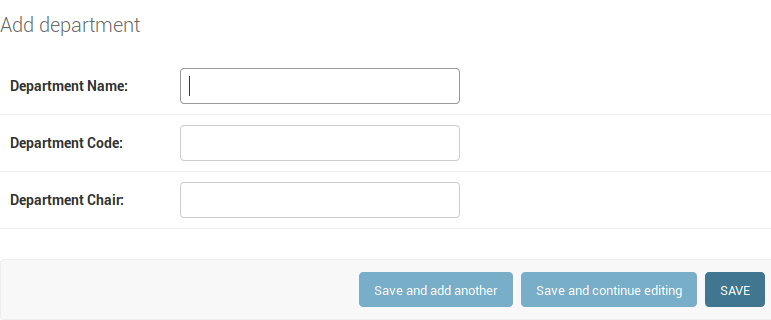 Add department
Department Name:
Department Code:
Department Chair:
Save and add another Save and continue editing SAVE